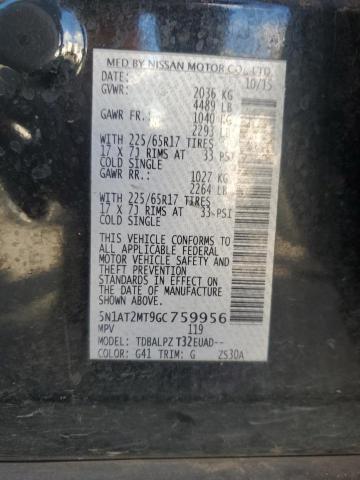 MFD BY NISSAN MOTOR CO., LTD.
DATE: 10/15
GVWR: 2036 KG
4489 LB
GAWR FR: 1040 KG
2293 LB
WITH 225/65R17 TIRES
17 X 7J RIMS AT 33 PSI
COLD SINGLE
GAWR RR: 1027 KG
2264 LB
WITH 225/65R17 TIRES
17 X 7J RIMS AT 33 PSI
COLD SINGLE
THIS VEHICLE CONFORMS TO
ALL APPLICABLE FEDERAL
MOTOR VEHICLE SAFETY AND
THEFT PREVENTION
STANDARDS IN EFFECT ON THE
DATE OF MANUFACTURE SHOWN
ABOVE.
5N1AT2MT9GC759956
MPV 119
MODEL: TDBALPZ T32EUAD--
COLOR: G41 TRIM: G ZS30A